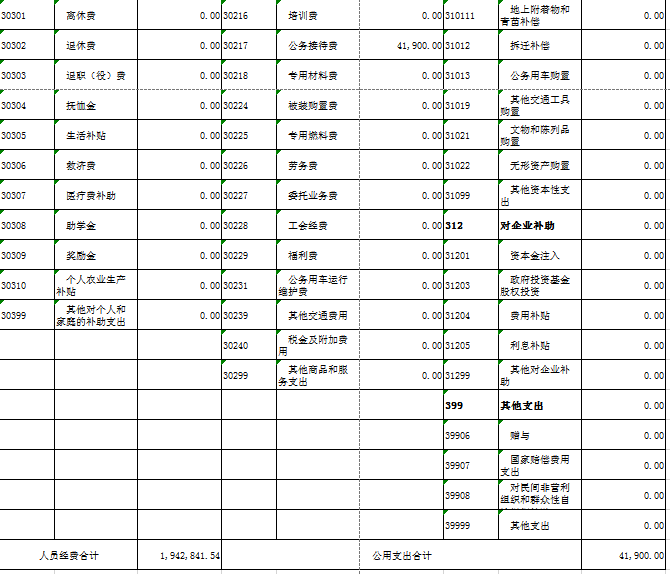 30301 离休费 0.00 30216 培训费 0.00 310111 地上附着物和
青苗补偿 0.00
30302 退休费 0.00 30217 公务接待费 41,900.00 31012 拆迁补偿 0.00
30303 退职（役）费 0.00 30218 专用材料费 0.00 31013 公务用车购置 0.00
30304 抚恤金 0.00 30224 被装购置费 0.00 31019 其他交通工具
购置 0.00
30305 生活补贴 0.00 30225 专用燃料费 0.00 31021 文物和陈列品
购置 0.00
30306 救济费 0.00 30226 劳务费 0.00 31022 无形资产购置 0.00
30307 医疗费补助 0.00 30227 委托业务费 0.00 31099 其他资本性支
出 0.00
30308 助学金 0.00 30228 工会经费 0.00 312 对企业补助 0.00
30309 奖励金 0.00 30229 福利费 0.00 31201 资本金注入 0.00
30310 个人农业生产
补贴 0.00 30231 公务用车运行
维护费 0.00 31203 政府投资基金
股权投资 0.00
30399 其他对个人和
家庭的补助支出 0.00 30239 其他交通费用 0.00 31204 费用补贴 0.00
30240 税金及附加费
用 0.00 31205 利息补贴 0.00
30299 其他商品和服
务支出 0.00 31299 其他对企业补
助 0.00
399 其他支出 0.00
39906 赠与 0.00
39907 国家赔偿费用
支出 0.00
39908 对民间非营利
组织和群众性自 0.00
39999 其他支出 0.00
人员经费合计 1,942,841.54 公用支出合计 41,900.00